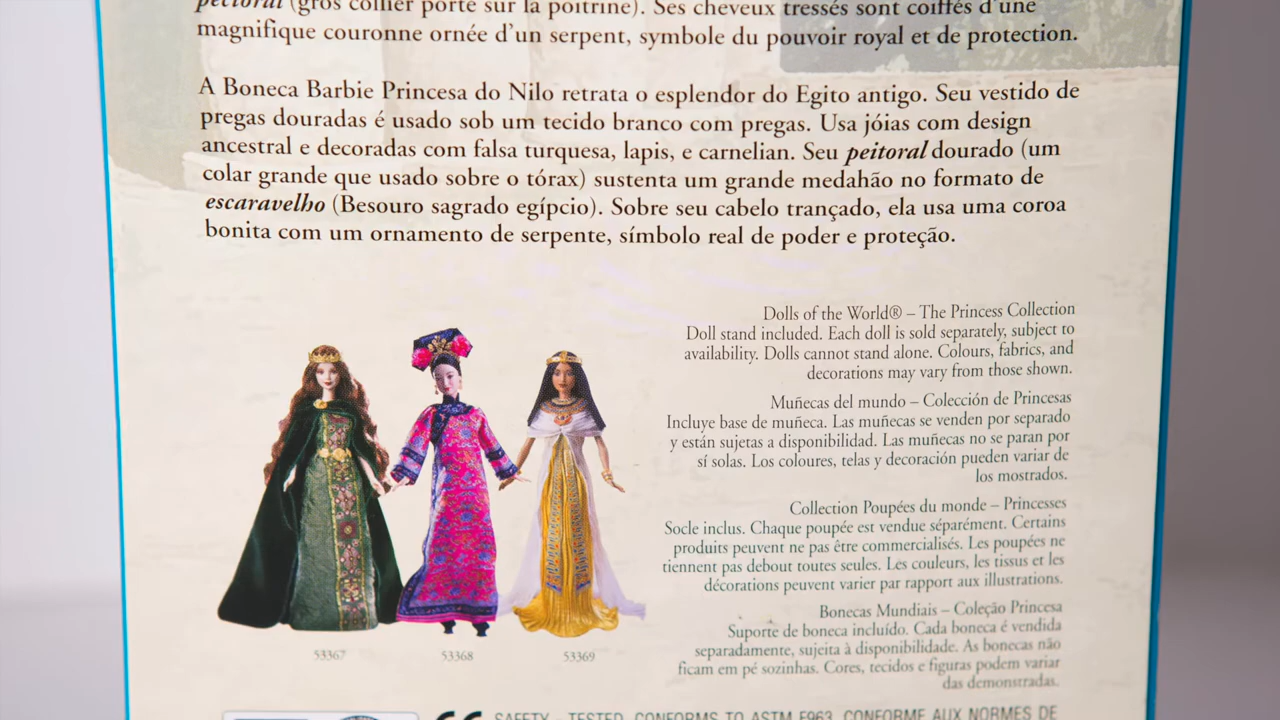 pectoral (gros collier porté sur la poitrine). Ses cheveux tressés sont coiffés d'une
magnifique couronne ornée d'un serpent, symbole du pouvoir royal et de protection.
A Boneca Barbie Princesa do Nilo retrata o esplendor do Egito antigo. Seu vestido de
pregas douradas é usado sob um tecido branco com pregas. Usa jóias com design
ancestral e decoradas com falsa turquesa, lapis, e carnelian. Seu peitoral dourado (um
colar grande que usado sobre o tórax) sustenta um grande medahão no formato de
escaravelho (Besouro sagrado egípcio). Sobre seu cabelo trançado, ela usa uma coroa
bonita com um ornamento de serpente, símbolo real de poder e proteção.
Dolls of the World® – The Princess Collection
Doll stand included. Each doll is sold separately, subject to
availability. Dolls cannot stand alone. Colours, fabrics, and
decorations may vary from those shown.
Muñecas del mundo – Colección de Princesas
Incluye base de muñeca. Las muñecas se venden por separado
y están sujetas a disponibilidad. Las muñecas no se paran por
sí solas. Los coloures, telas y decoración pueden variar de
los mostrados.
Collection Poupées du monde – Princesses
Socle inclus. Chaque poupée est vendue séparément. Certains
produits peuvent ne pas être commercialisés. Les poupées ne
tiennent pas debout toutes seules. Les couleurs, les tissus et les
décorations peuvent varier par rapport aux illustrations.
Bonecas Mundiais – Coleção Princesa
Suporte de boneca incluído. Cada boneca é vendida
separadamente, sujeita à disponibilidade. As bonecas não
ficam em pé sozinhas. Cores, tecidos e figuras podem variar
das demonstradas.
53367 53368 53369
CE SAFETY – TESTED. CONFORMS TO ASTM F963. CONFORME AUX NORMES DE